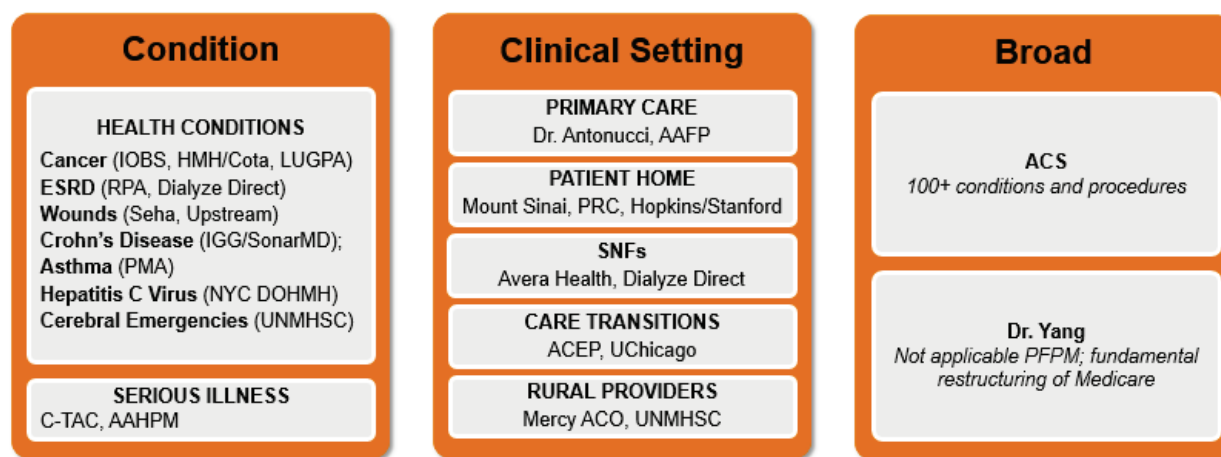 Condition
HEALTH CONDITIONS
Cancer (IOBS, HMH/Cota, LUGPA)
ESRD (RPA, Dialyze Direct)
Wounds (Seha, Upstream)
Crohn's Disease (IGG/SonarMD);
Asthma (PMA)
Hepatitis C Virus (NYC DOHMH)
Cerebral Emergencies (UNMHSC)
SERIOUS ILLNESS
C-TAC, AAHPM
Clinical Setting
PRIMARY CARE
Dr. Antonucci, AAFP
PATIENT HOME
Mount Sinai, PRC, Hopkins/Stanford
SNFs
Avera Health, Dialyze Direct
CARE TRANSITIONS
ACEP, UChicago
RURAL PROVIDERS
Mercy ACO, UNMHSC
Broad
ACS
100+ conditions and procedures
Dr. Yang
Not applicable PFPM; fundamental
restructuring of Medicare